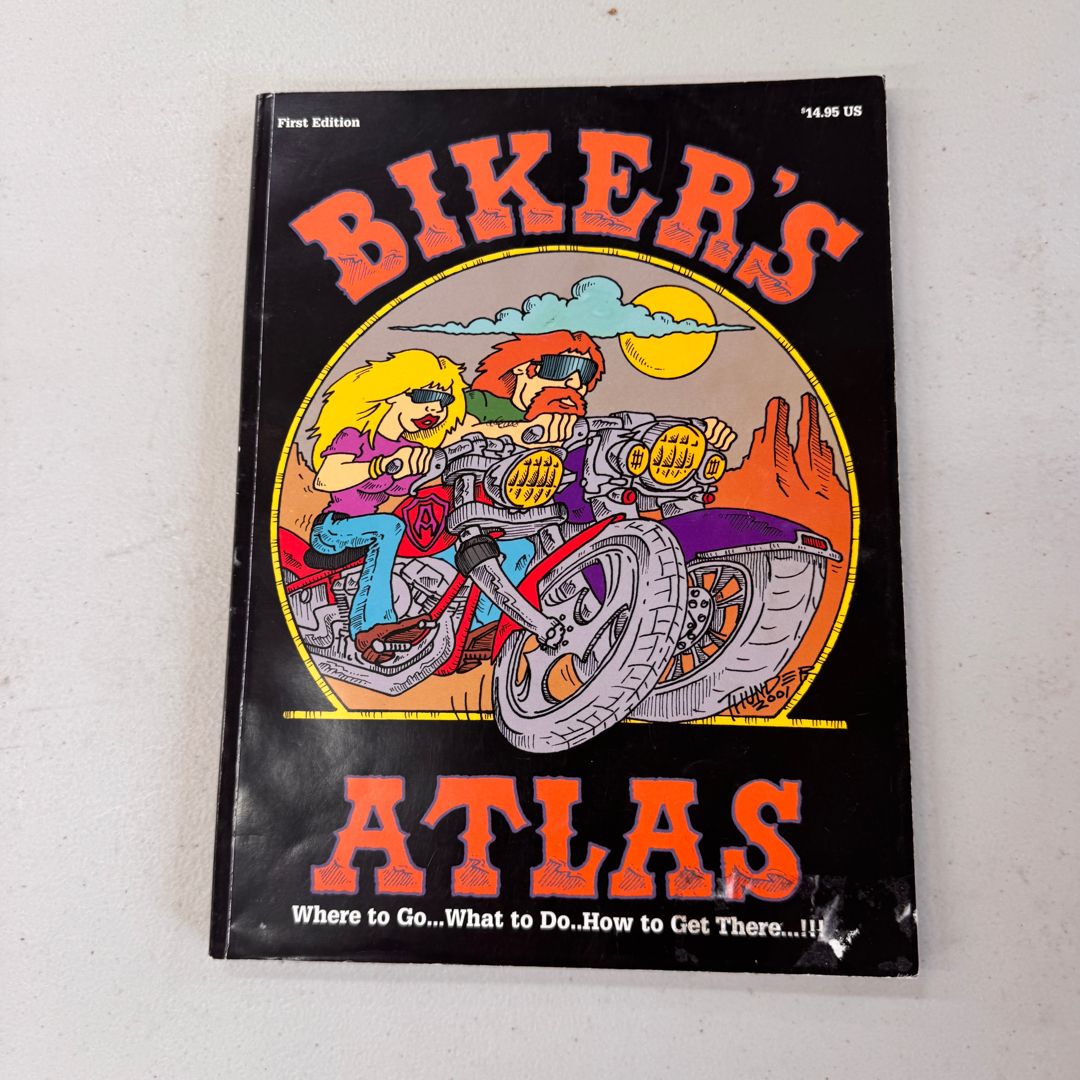 First Edition
$14.95 US
BIKER'S
A
THUNDER
2001
ATLAS
Where to Go...What to Do..How to Get There...!!!